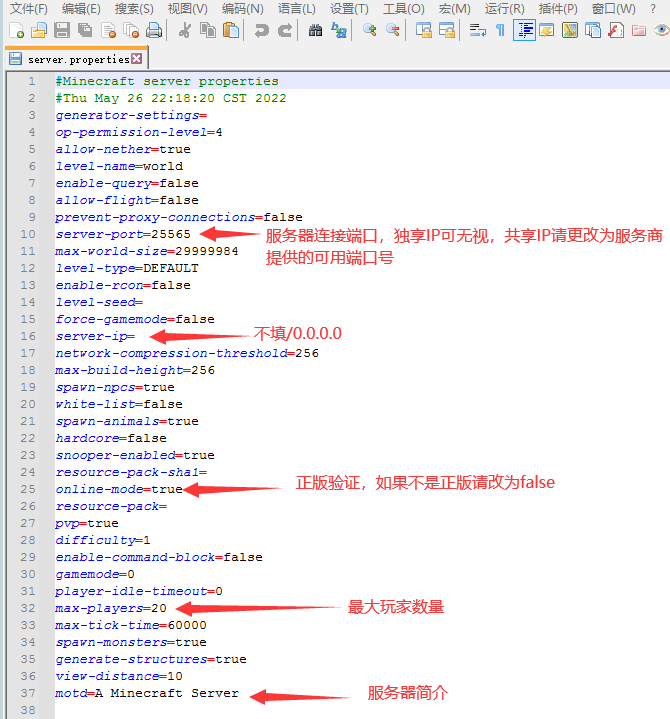 文件(F) 编辑(E) 搜索(S) 视图(V) 编码(N) 语言(L) 设置(T) 工具(O) 宏(M) 运行(R) 插件(P) 窗口(W) ?
server.properties
1 #Minecraft server properties
2 #Thu May 26 22:18:20 CST 2022
3 generator-settings=
4 op-permission-level=4
5 allow-nether=true
6 level-name=world
7 enable-query=false
8 allow-flight=false
9 prevent-proxy-connections=false
10 server-port=25565 服务器连接端口，独享IP可无视，共享IP请更改为服务商
11 max-world-size=29999984 提供的可用端口号
12 level-type=DEFAULT
13 enable-rcon=false
14 level-seed=
15 force-gamemode=false
16 server-ip= 不填/0.0.0.0
17 network-compression-threshold=256
18 max-build-height=256
19 spawn-npcs=true
20 white-list=false
21 spawn-animals=true
22 hardcore=false
23 snooper-enabled=true
24 resource-pack-sha1=
25 online-mode=true 正版验证，如果不是正版请改为false
26 resource-pack=
27 pvp=true
28 difficulty=1
29 enable-command-block=false
30 gamemode=0
31 player-idle-timeout=0
32 max-players=20 最大玩家数量
33 max-tick-time=60000
34 spawn-monsters=true
35 generate-structures=true
36 view-distance=10
37 motd=A Minecraft Server 服务器简介
38